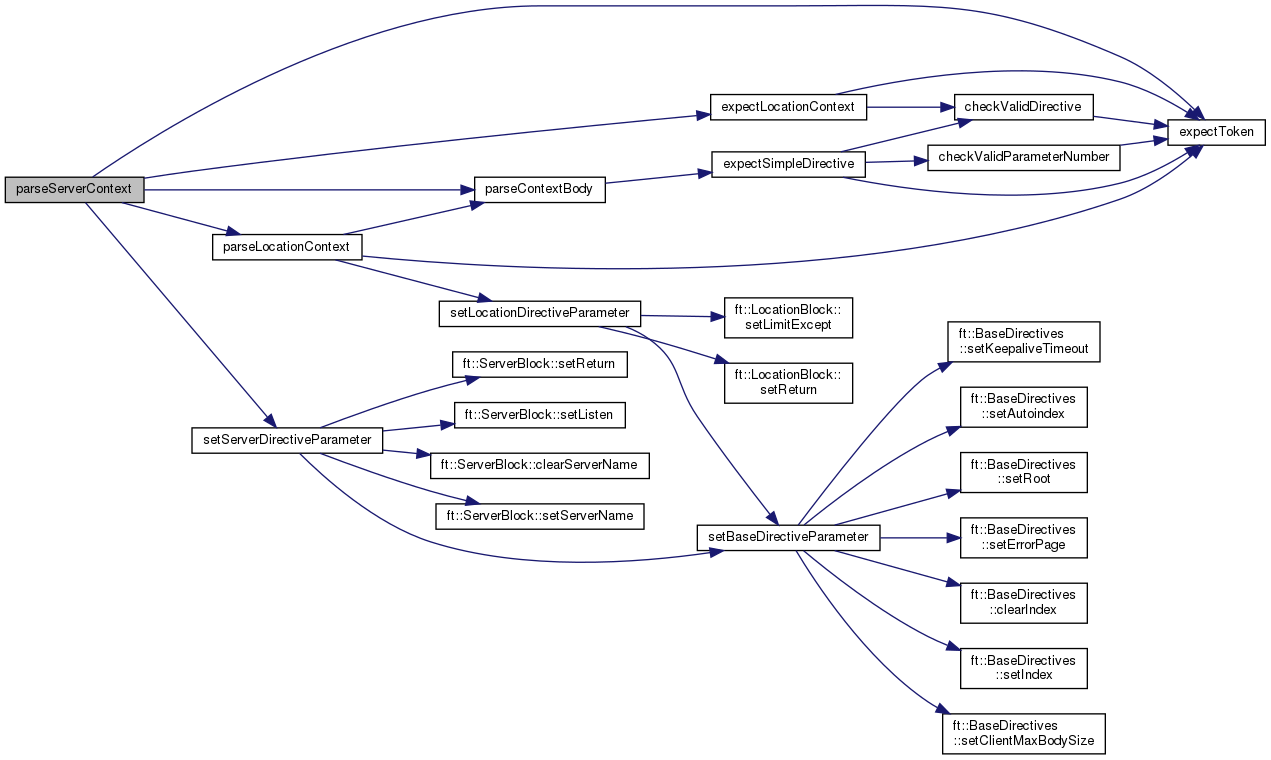 parseServerContext
expectLocationContext
checkValidDirective
expectToken
expectSimpleDirective
checkValidParameterNumber
parseContextBody
parseLocationContext
setLocationDirectiveParameter
ft::LocationBlock::
setLimitExcept
ft::LocationBlock::
setReturn
ft::ServerBlock::setReturn
ft::ServerBlock::setListen
setServerDirectiveParameter
ft::ServerBlock::clearServerName
ft::ServerBlock::setServerName
setBaseDirectiveParameter
ft::BaseDirectives
::setKeepaliveTimeout
ft::BaseDirectives
::setAutoindex
ft::BaseDirectives
::setRoot
ft::BaseDirectives
::setErrorPage
ft::BaseDirectives
::clearIndex
ft::BaseDirectives
::setIndex
ft::BaseDirectives
::setClientMaxBodySize